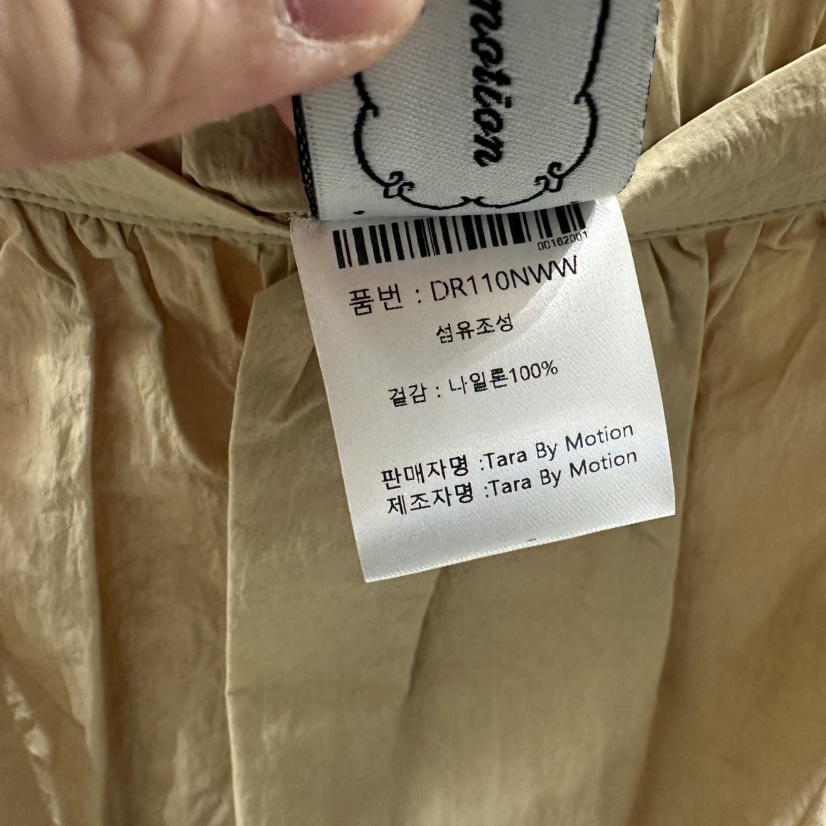 motion
00162001
품번 : DR110NWW
섬유조성
겉감 : 나일론100%
판매자명 :Tara By Motion
제조자명 :Tara By Motion